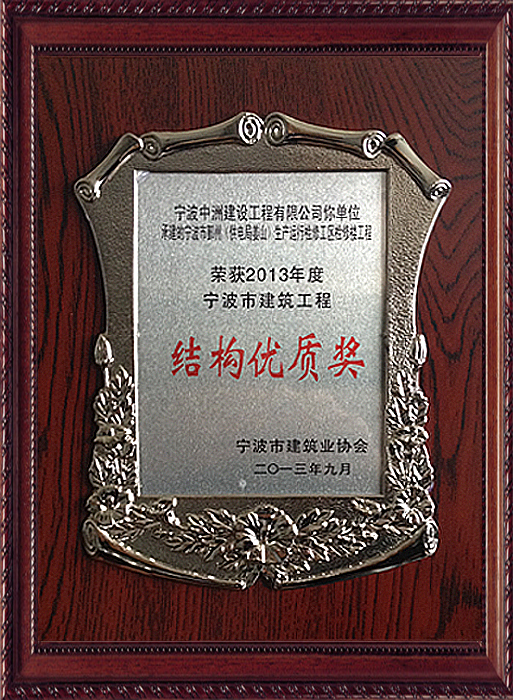 宁波中洲建设工程有限公司你单位
承建的宁波市鄞州（供电局姜山）生产运行检修工区检修楼工程
荣获2013年度
宁波市建筑工程
结构优质奖
宁波市建筑业协会
二〇一三年九月